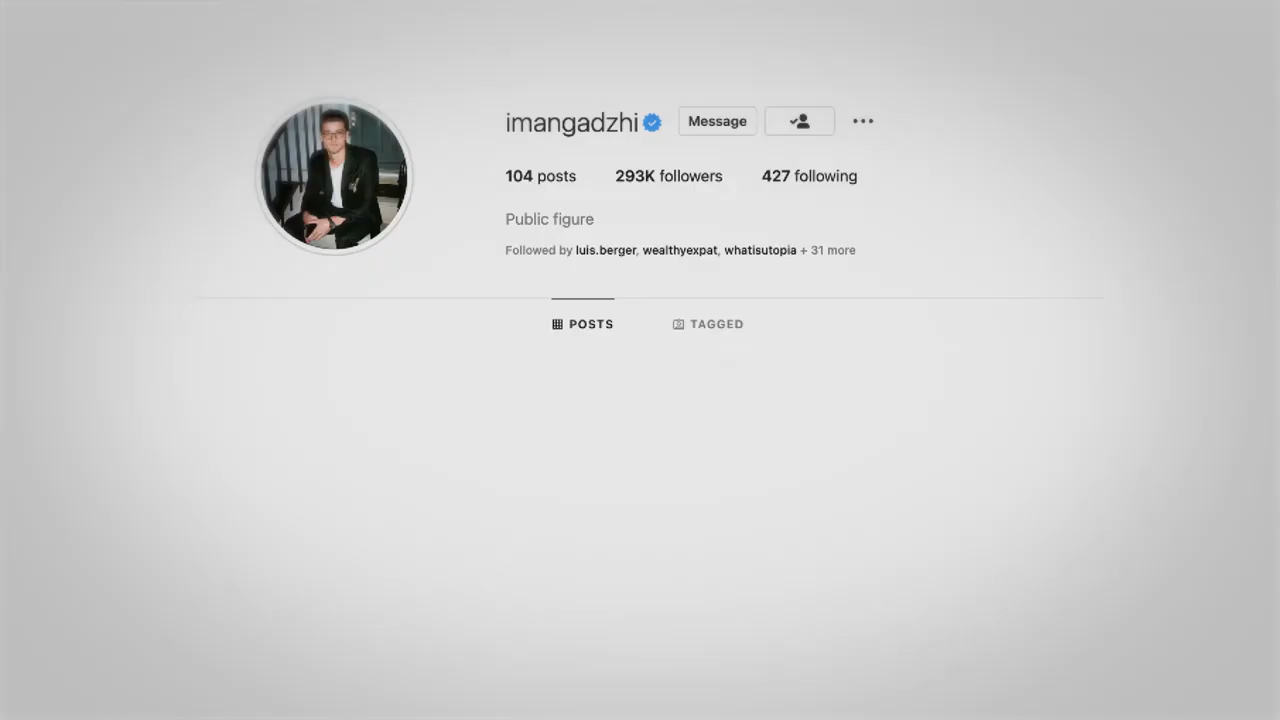 imangadzhi Message
104 posts 293K followers 427 following
Public figure
Followed by luis.berger, wealthyexpat, whatisutopia + 31 more
POSTS TAGGED